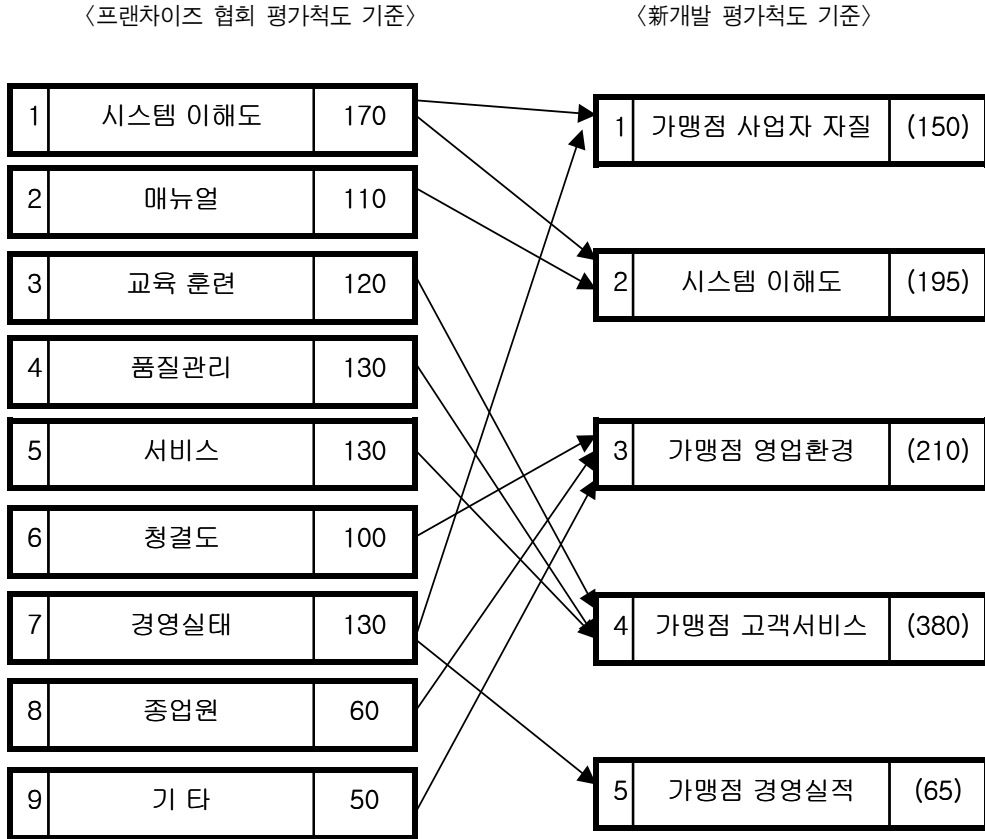 〈프랜차이즈 협회 평가척도 기준〉
1 시스템 이해도 170
2 매뉴얼 110
3 교육 훈련 120
4 품질관리 130
5 서비스 130
6 청결도 100
7 경영실태 130
8 종업원 60
9 기 타 50
〈新개발 평가척도 기준〉
1 가맹점 사업자 자질 (150)
2 시스템 이해도 (195)
3 가맹점 영업환경 (210)
4 가맹점 고객서비스 (380)
5 가맹점 경영실적 (65)